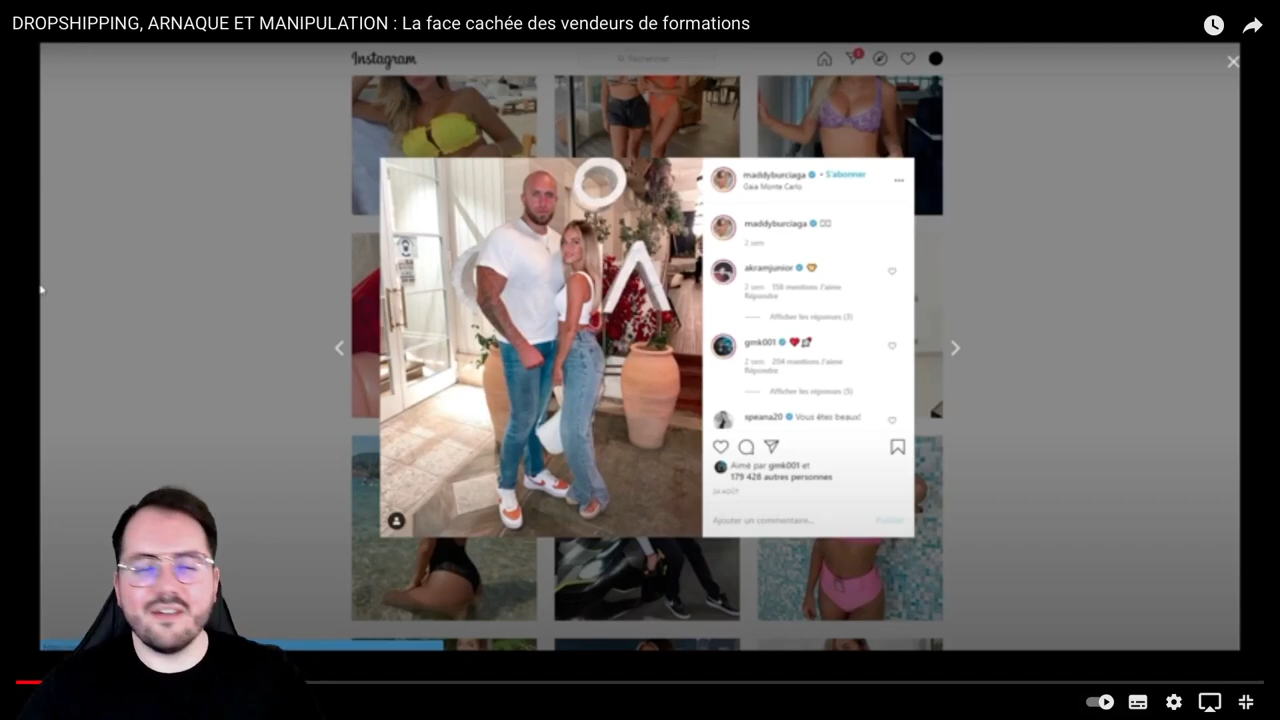 DROPSHIPPING, ARNAQUE ET MANIPULATION : La face cachée des vendeurs de formations
Instagram
Rechercher
maddyburciaga • S'abonner
Gaia Monte Carlo
maddyburciaga
2 sem
akramjunior
2 sem 158 mentions J'aime
Répondre
Afficher les réponses (3)
gmk001
2 sem 204 mentions J'aime
Répondre
Afficher les réponses (5)
speana20 Vous êtes beaux!
Aimé par gmk001 et
179 428 autres personnes
24 AOÛT
Ajouter un commentaire...
Publier